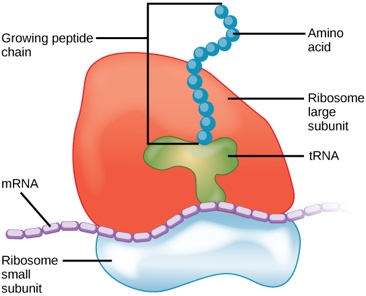 Growing peptide
chain
Amino
acid
Ribosome
large
subunit
tRNA
mRNA
Ribosome
small
subunit